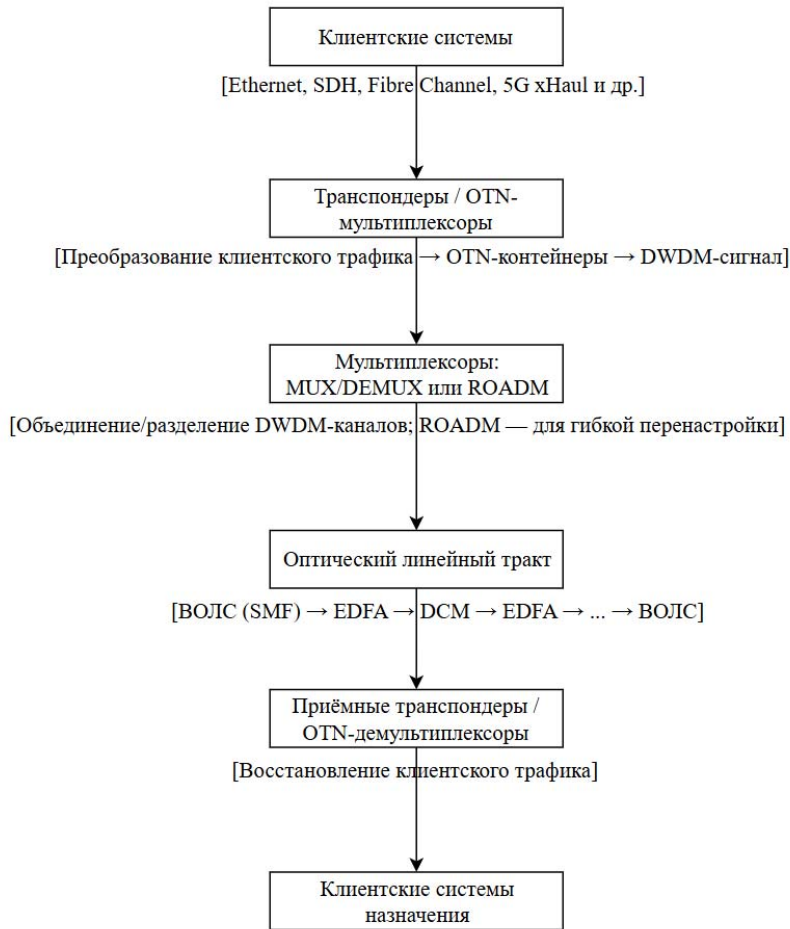 Клиентские системы
[Ethernet, SDH, Fibre Channel, 5G xHaul и др.]
Транспондеры / OTN-
мультиплексоры
[Преобразование клиентского трафика → OTN-контейнеры → DWDM-сигнал]
Мультиплексоры:
MUX/DEMUX или ROADM
[Объединение/разделение DWDM-каналов; ROADM — для гибкой перенастройки]
Оптический линейный тракт
[ВОЛС (SMF) → EDFA → DCM → EDFA → ... → ВОЛС]
Приёмные транспондеры /
OTN-демультиплексоры
[Восстановление клиентского трафика]
Клиентские системы
назначения